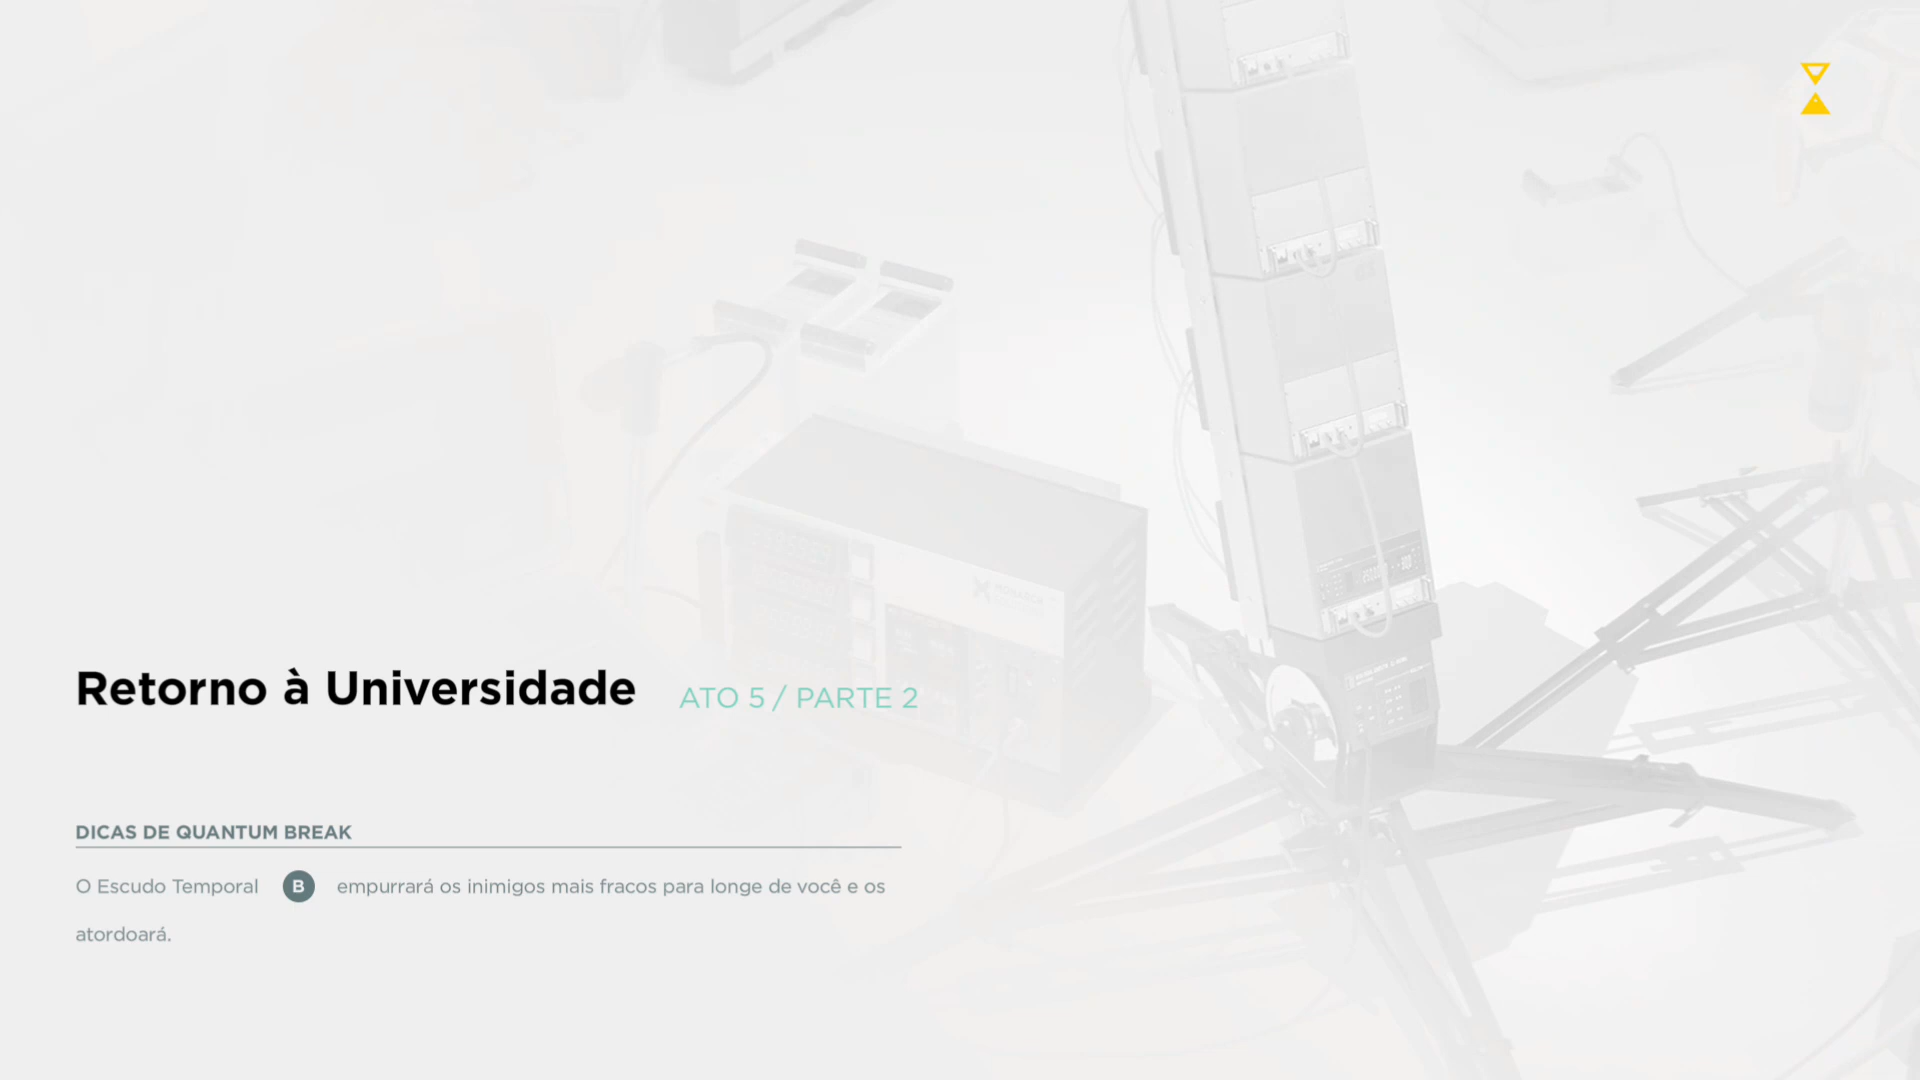 Retorno à Universidade ATO 5 / PARTE 2
DICAS DE QUANTUM BREAK
O Escudo Temporal B empurrará os inimigos mais fracos para longe de você e os
atordoará.